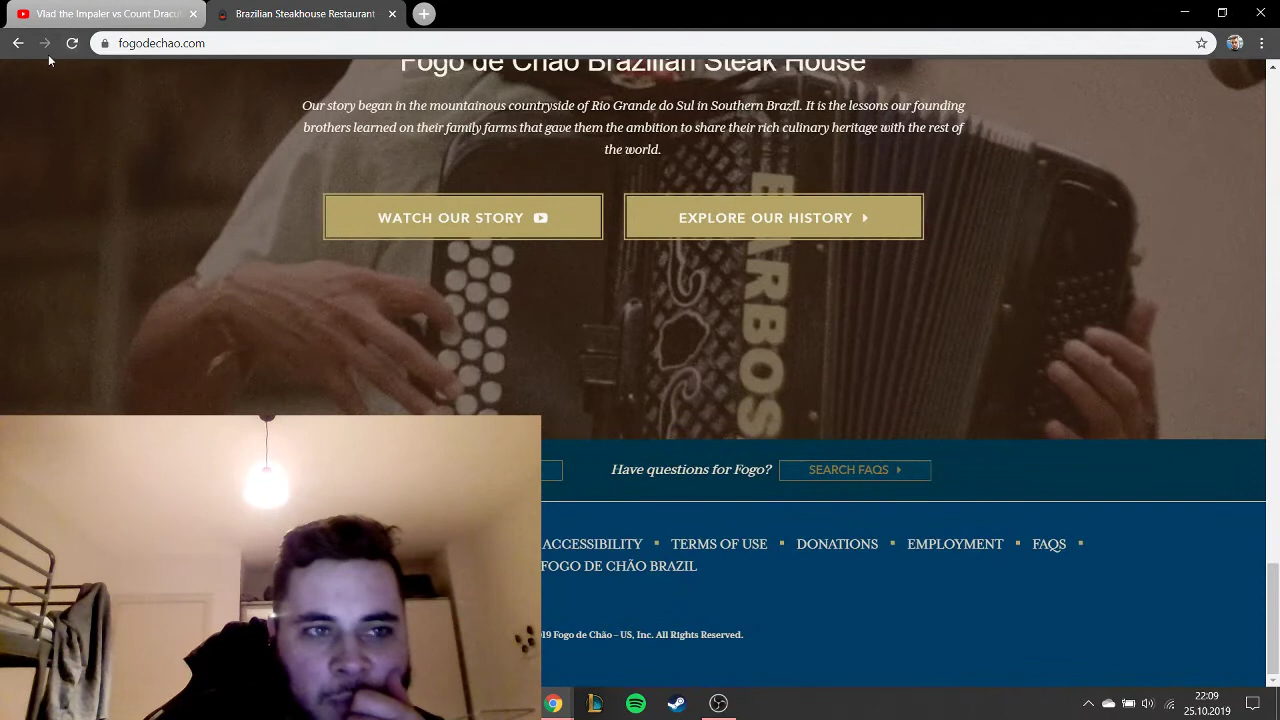 Vlad the Impaler vs Count Dracul
Brazilian Steakhouse Restaurant
fogodechao.com
Fogo de Chão Brazilian Steak House
Our story began in the mountainous countryside of Rio Grande do Sul in Southern Brazil. It is the lessons our founding
brothers learned on their family farms that gave them the ambition to share their rich culinary heritage with the rest of
the world.
WATCH OUR STORY
EXPLORE OUR HISTORY
BARBOS
Have questions for Fogo?
SEARCH FAQS
ACCESSIBILITY ▪ TERMS OF USE ▪ DONATIONS ▪ EMPLOYMENT ▪ FAQS ▪
FOGO DE CHÃO BRAZIL
19 Fogo de Chão – US, Inc. All Rights Reserved.
22:09
25.10.2019